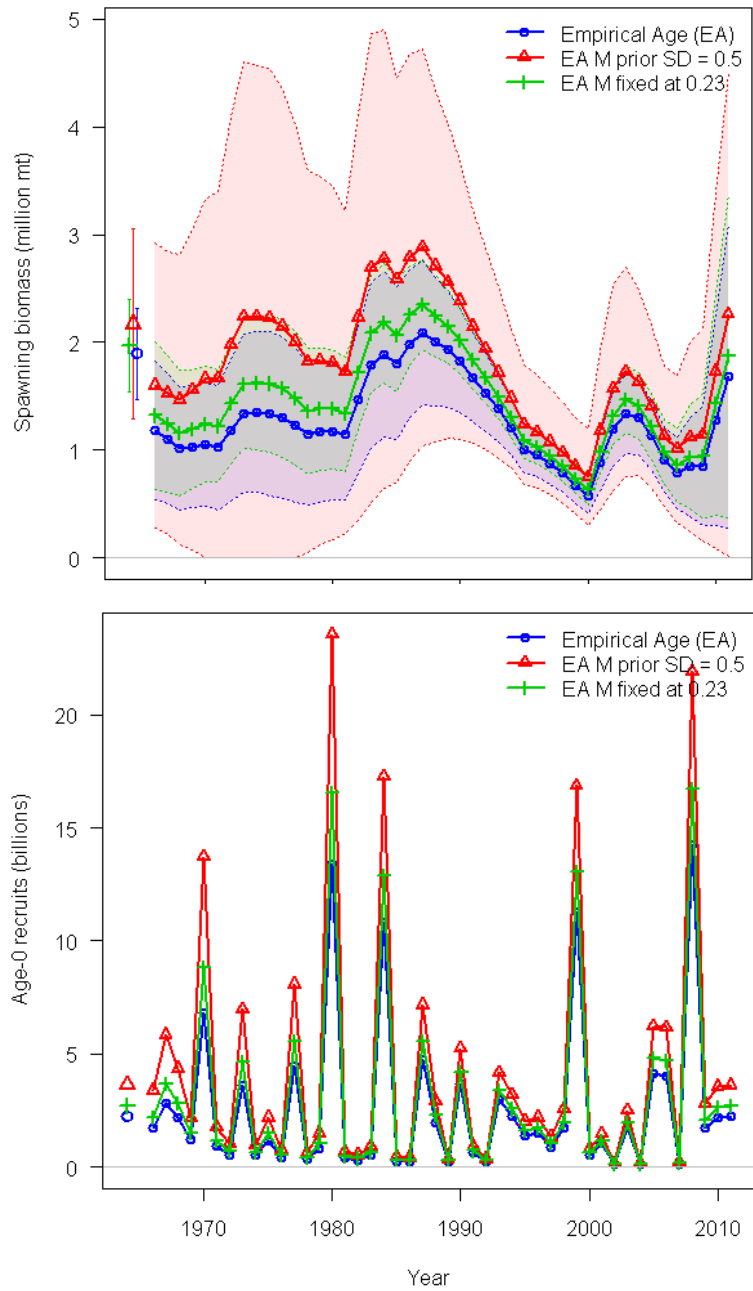 5
4
3
2
1
0
Spawning biomass (million mt)
Empirical Age (EA)
EA M prior SD = 0.5
EA M fixed at 0.23
20
15
10
5
0
Age-0 recruits (billions)
Empirical Age (EA)
EA M prior SD = 0.5
EA M fixed at 0.23
1970 1980 1990 2000 2010
Year